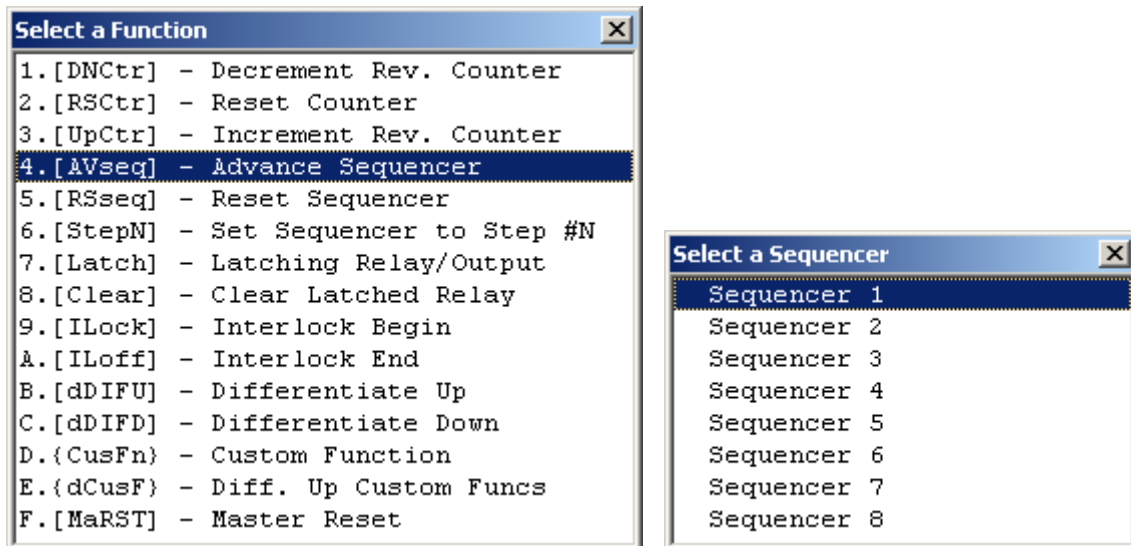 Select a Function
1.[DNCtr] - Decrement Rev. Counter
2.[RSCtr] - Reset Counter
3.[UpCtr] - Increment Rev. Counter
4.[AVseq] - Advance Sequencer
5.[RSseq] - Reset Sequencer
6.[StepN] - Set Sequencer to Step #N
7.[Latch] - Latching Relay/Output
8.[Clear] - Clear Latched Relay
9.[ILock] - Interlock Begin
A.[ILoff] - Interlock End
B.[dDIFU] - Differentiate Up
C.[dDIFD] - Differentiate Down
D.{CusFn} - Custom Function
E.{dCusF} - Diff. Up Custom Funcs
F.[MaRST] - Master Reset
Select a Sequencer
Sequencer 1
Sequencer 2
Sequencer 3
Sequencer 4
Sequencer 5
Sequencer 6
Sequencer 7
Sequencer 8